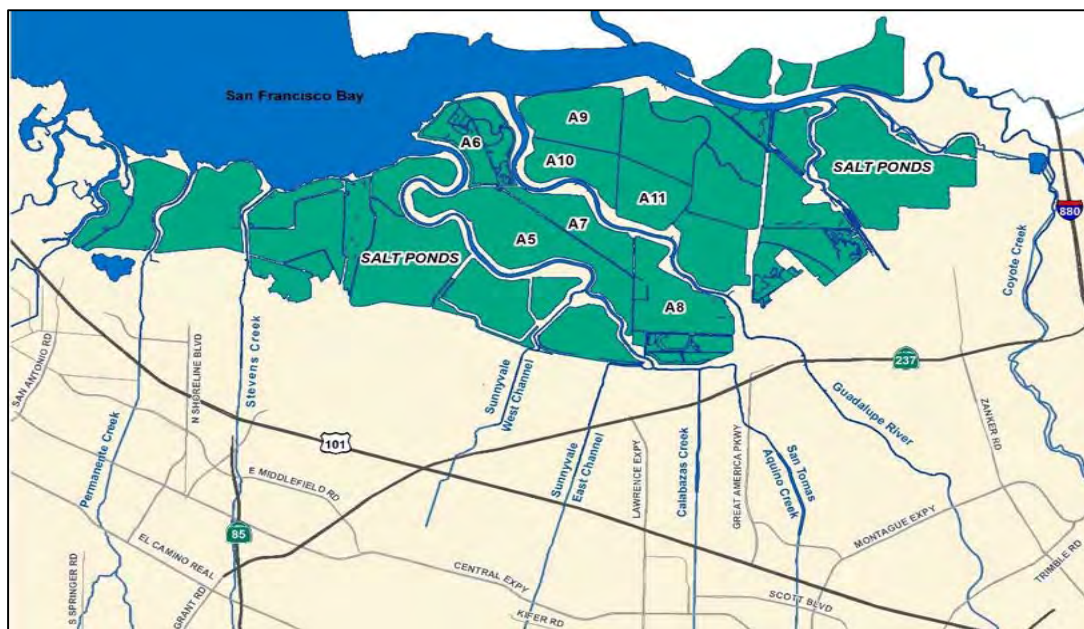 San Francisco Bay
A9
A6
A10
SALT PONDS
A11
880
A7
A5
SALT PONDS
Coyote Creek
A8
SAN ANTONIO RD
N SHORELINE BLVD
Stevens Creek
Sunnyvale
West Channel
237
Guadalupe River
ZANKER RD
101
Permanente Creek
E MIDDLEFIELD RD
Sunnyvale
East Channel
LAWRENCE EXPY
Calabazas Creek
GREAT AMERICA PKWY
San Tomas
Aquino Creek
MONTAGUE EXPY
85
TRIMBLE RD
EL CAMINO REAL
S SPRINGER RD
GRANT RD
CENTRAL EXPY
KIFER RD
SCOTT BLVD